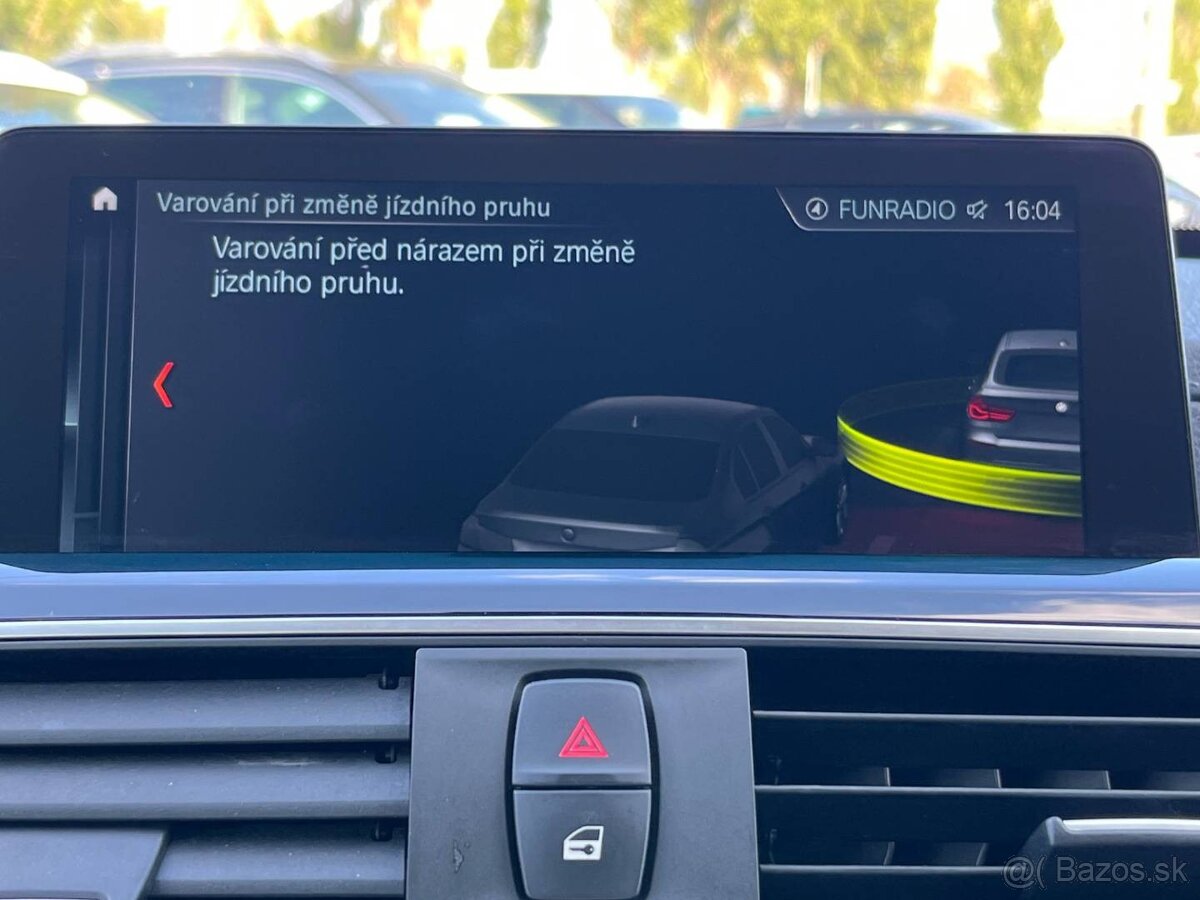 Varování při změně jízdního pruhu
FUNRADIO 16:04
Varování před nárazem při změně
jízdního pruhu.
@( Bazos.sk